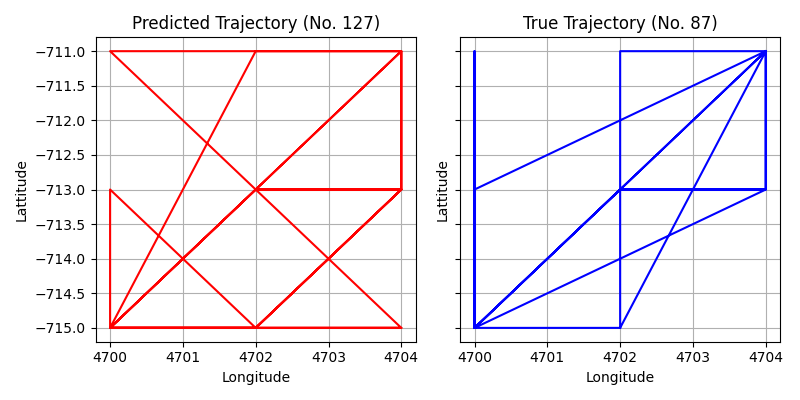 Predicted Trajectory (No. 127)
True Trajectory (No. 87)
−711.0
−711.5
−712.0
−712.5
−713.0
−713.5
−714.0
−714.5
−715.0
Lattitude
Lattitude
4700 4701 4702 4703 4704
4700 4701 4702 4703 4704
Longitude
Longitude